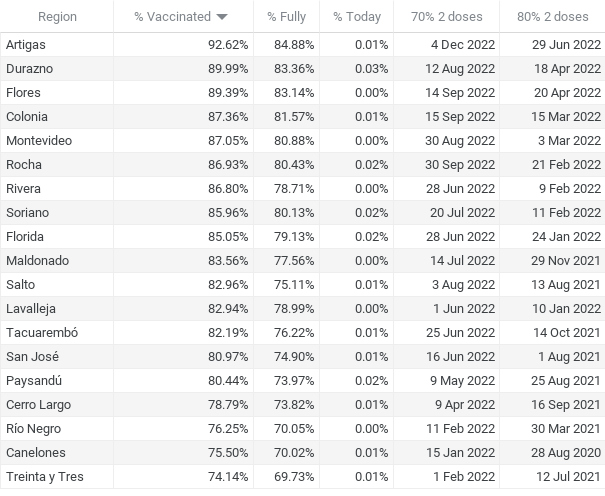 Region % Vaccinated % Fully % Today 70% 2 doses 80% 2 doses
Artigas 92.62% 84.88% 0.01% 4 Dec 2022 29 Jun 2022
Durazno 89.99% 83.36% 0.03% 12 Aug 2022 18 Apr 2022
Flores 89.39% 83.14% 0.00% 14 Sep 2022 20 Apr 2022
Colonia 87.36% 81.57% 0.01% 15 Sep 2022 15 Mar 2022
Montevideo 87.05% 80.88% 0.00% 30 Aug 2022 3 Mar 2022
Rocha 86.93% 80.43% 0.02% 30 Sep 2022 21 Feb 2022
Rivera 86.80% 78.71% 0.00% 28 Jun 2022 9 Feb 2022
Soriano 85.96% 80.13% 0.02% 20 Jul 2022 11 Feb 2022
Florida 85.05% 79.13% 0.02% 28 Jun 2022 24 Jan 2022
Maldonado 83.56% 77.56% 0.00% 14 Jul 2022 29 Nov 2021
Salto 82.96% 75.11% 0.01% 3 Aug 2022 13 Aug 2021
Lavalleja 82.94% 78.99% 0.00% 1 Jun 2022 10 Jan 2022
Tacuarembó 82.19% 76.22% 0.01% 25 Jun 2022 14 Oct 2021
San José 80.97% 74.90% 0.01% 16 Jun 2022 1 Aug 2021
Paysandú 80.44% 73.97% 0.02% 9 May 2022 25 Aug 2021
Cerro Largo 78.79% 73.82% 0.01% 9 Apr 2022 16 Sep 2021
Río Negro 76.25% 70.05% 0.00% 11 Feb 2022 30 Mar 2021
Canelones 75.50% 70.02% 0.01% 15 Jan 2022 28 Aug 2020
Treinta y Tres 74.14% 69.73% 0.01% 1 Feb 2022 12 Jul 2021